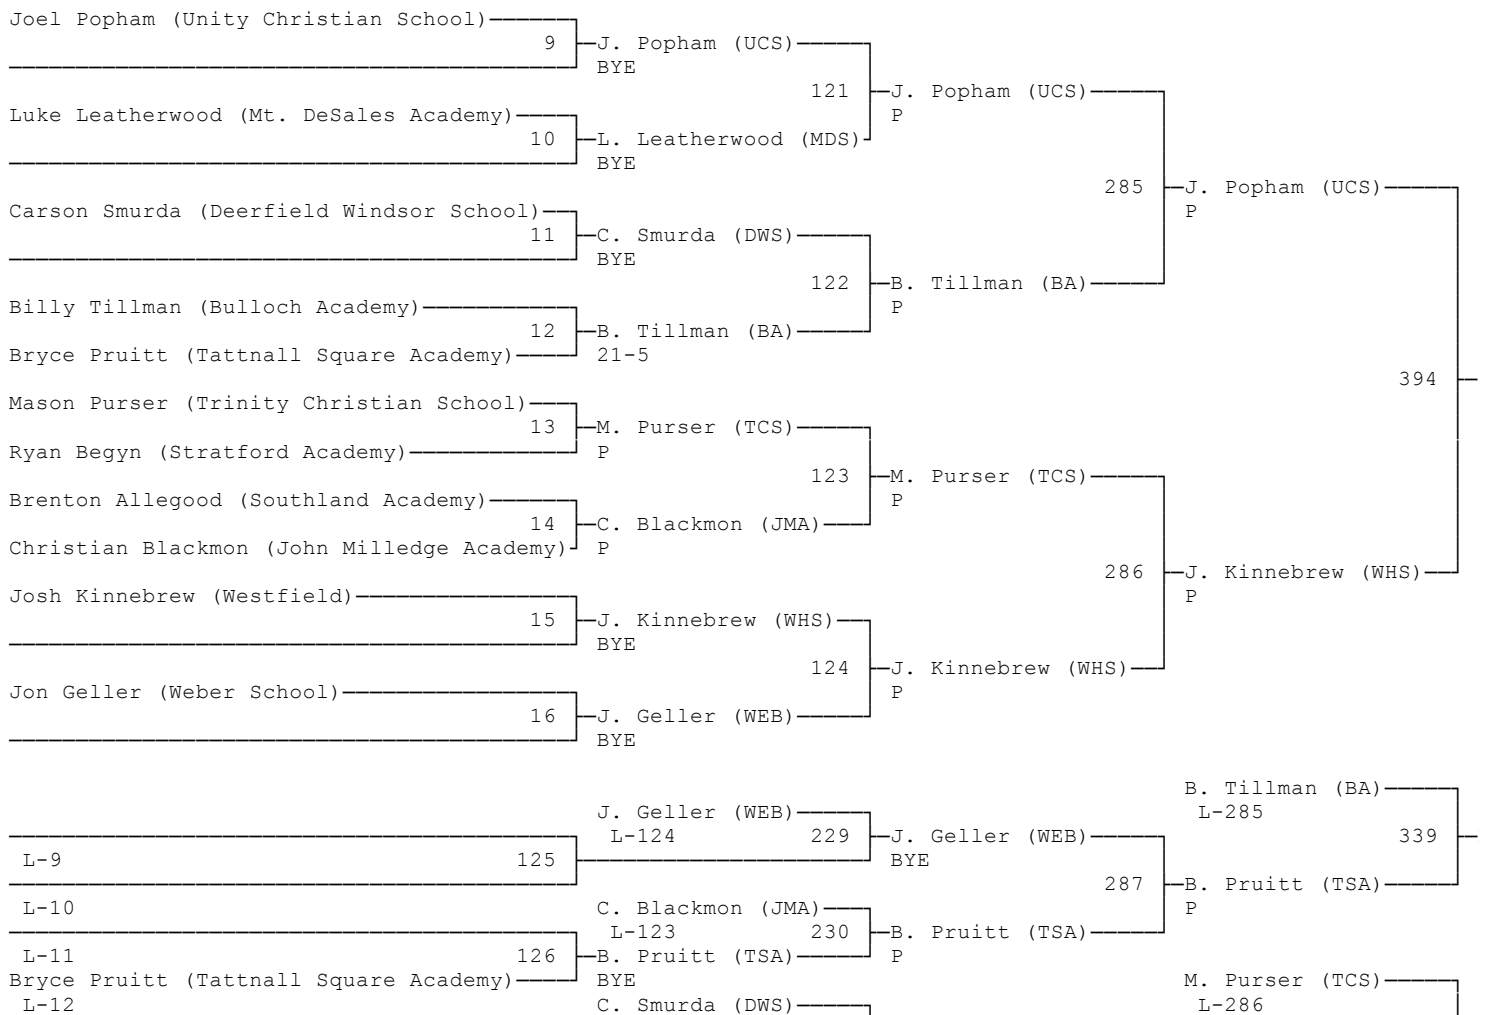 Joel Popham (Unity Christian School)
9 J. Popham (UCS)
BYE
121 J. Popham (UCS)
Luke Leatherwood (Mt. DeSales Academy) P
10 L. Leatherwood (MDS)
BYE
285 J. Popham (UCS)
Carson Smurda (Deerfield Windsor School) P
11 C. Smurda (DWS)
BYE
122 B. Tillman (BA)
Billy Tillman (Bulloch Academy) P
12 B. Tillman (BA)
Bryce Pruitt (Tattnall Square Academy) 21-5
394
Mason Purser (Trinity Christian School)
13 M. Purser (TCS)
Ryan Begyn (Stratford Academy) P
123 M. Purser (TCS)
Brenton Allegood (Southland Academy) P
14 C. Blackmon (JMA)
Christian Blackmon (John Milledge Academy) P
286 J. Kinnebrew (WHS)
Josh Kinnebrew (Westfield) P
15 J. Kinnebrew (WHS)
BYE
124 J. Kinnebrew (WHS)
Jon Geller (Weber School) P
16 J. Geller (WEB)
BYE
B. Tillman (BA)
J. Geller (WEB) L-285
L-124 229 J. Geller (WEB) 339
L-9 125 BYE
287 B. Pruitt (TSA)
L-10 C. Blackmon (JMA) P
L-123 230 B. Pruitt (TSA)
L-11 126 B. Pruitt (TSA) P
Bryce Pruitt (Tattnall Square Academy) BYE M. Purser (TCS)
L-12 C. Smurda (DWS) L-286